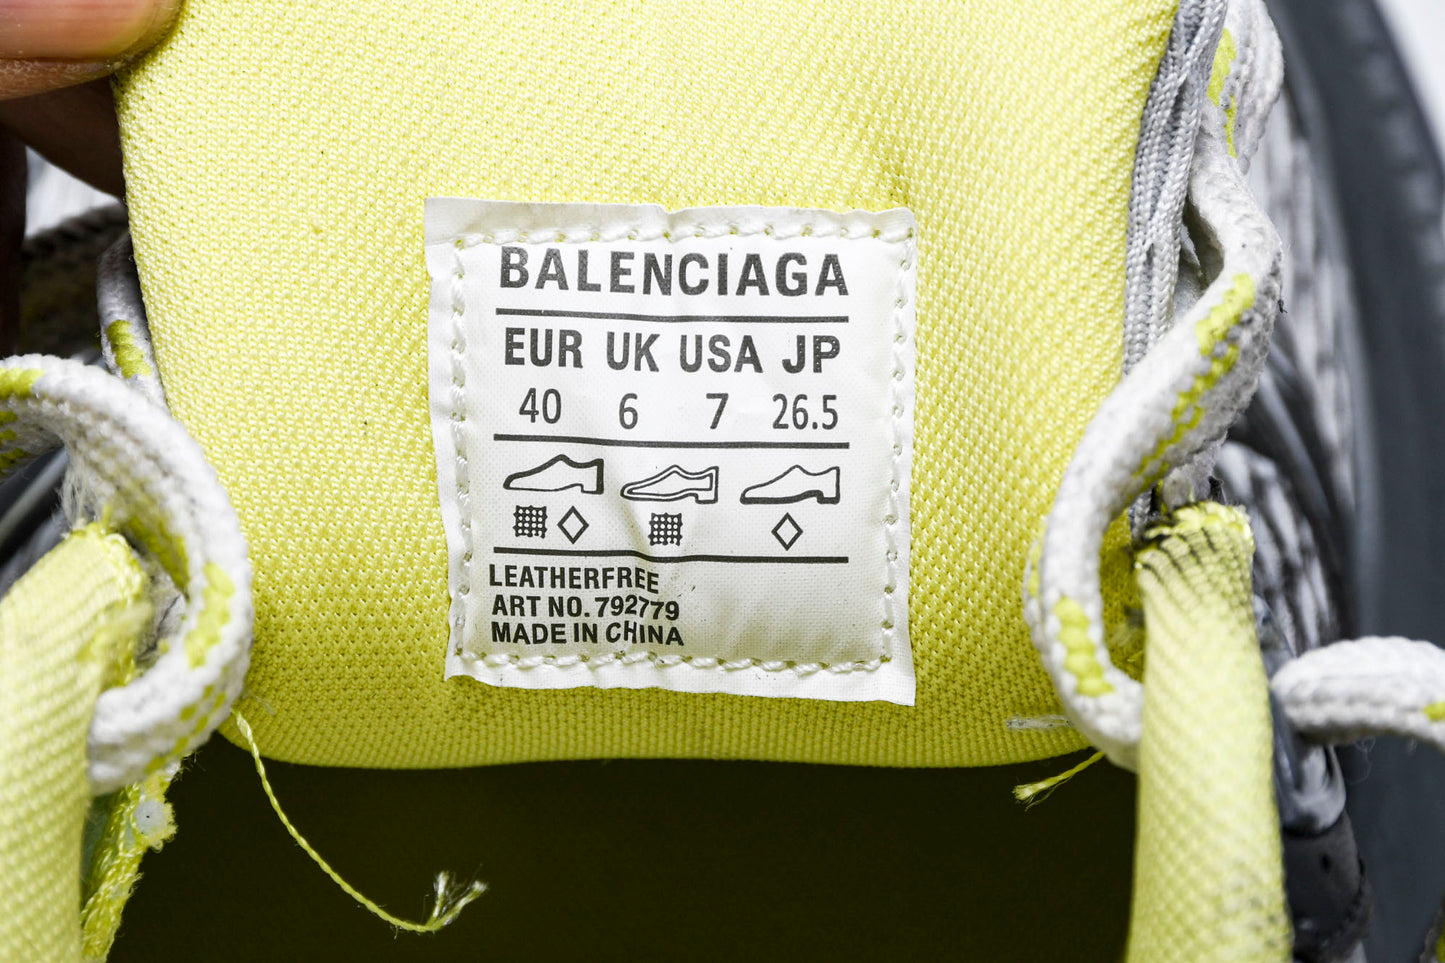 BALENCIAGA
EUR UK USA JP
40 6 7 26.5
LEATHERFREE
ART NO. 792779
MADE IN CHINA